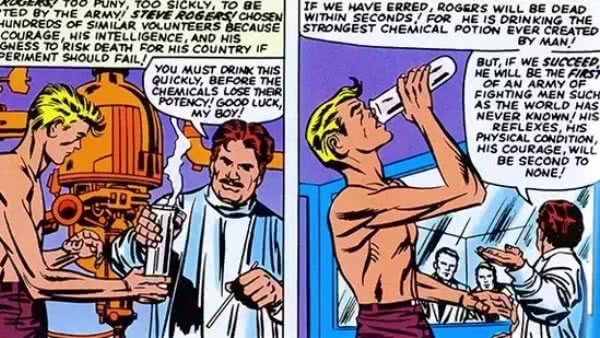 ROGERS! TOO PUNY, TOO SICKLY, TO BE
TED BY THE ARMY! STEVE ROGERS! CHOSEN
UNDREDS OF SIMILAR VOLUNTEERS BECAUSE
COURAGE, HIS INTELLIGENCE, AND HIS
GNESS TO RISK DEATH FOR HIS COUNTRY IF
PERIMENT SHOULD FAIL!
YOU MUST DRINK THIS
QUICKLY, BEFORE THE
CHEMICALS LOSE THEIR
POTENCY! GOOD LUCK,
MY BOY!
IF WE HAVE ERRED, ROGERS WILL BE DEAD
WITHIN SECONDS! FOR HE IS DRINKING THE
STRONGEST CHEMICAL POTION EVER CREATED
BY MAN!
BUT, IF WE SUCCEED,
HE WILL BE THE FIRST
OF AN ARMY OF
FIGHTING MEN SUCH
AS THE WORLD HAS
NEVER KNOWN! HIS
REFLEXES, HIS
PHYSICAL CONDITION,
HIS COURAGE, WILL
BE SECOND TO
NONE!